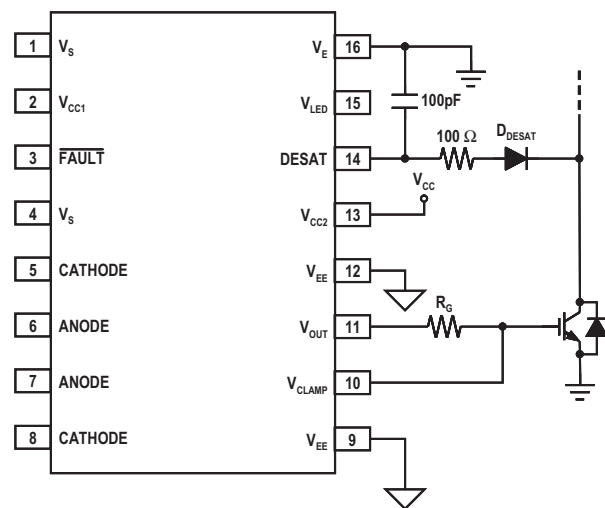 1 V_S
2 V_CC1
3 FAULT
4 V_S
5 CATHODE
6 ANODE
7 ANODE
8 CATHODE
V_E 16
V_LED 15
DESAT 14
V_CC2 13
V_EE 12
V_OUT 11
V_CLAMP 10
V_EE 9
100pF
100 Ω
D_DESAT
V_CC
R_G